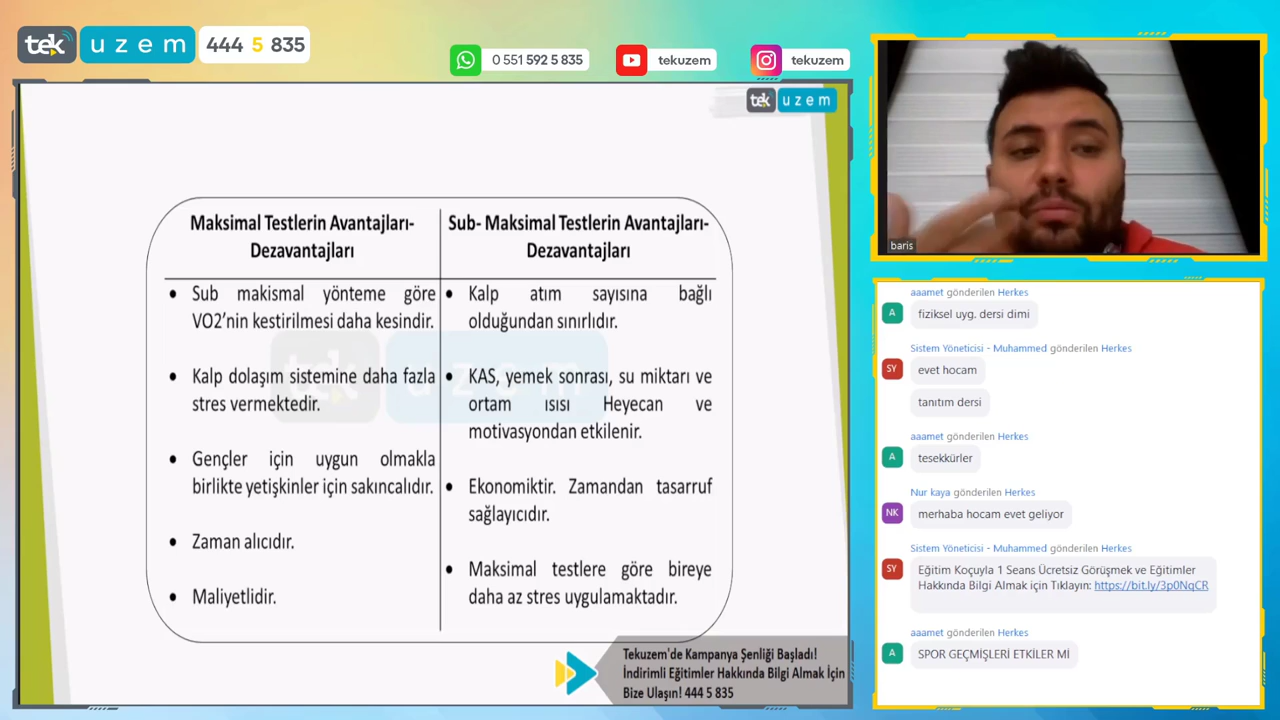 tek uzem 444 5 835
0 551 592 5 835
tekuzem
tekuzem
tek uzem
Maksimal Testlerin Avantajları-
Dezavantajları
• Sub makismal yönteme göre
VO2'nin kestirilmesi daha kesindir.
• Kalp dolaşım sistemine daha fazla
stres vermektedir.
• Gençler için uygun olmakla
birlikte yetişkinler için sakıncalıdır.
• Zaman alıcıdır.
• Maliyetlidir.
Sub- Maksimal Testlerin Avantajları-
Dezavantajları
• Kalp atım sayısına bağlı
olduğundan sınırlıdır.
• KAS, yemek sonrası, su miktarı ve
ortam ısısı Heyecan ve
motivasyondan etkilenir.
• Ekonomiktir. Zamandan tasarruf
sağlayıcıdır.
• Maksimal testlere göre bireye
daha az stres uygulamaktadır.
tek uzem
Tekuzem'de Kampanya Şenliği Başladı!
İndirimli Eğitimler Hakkında Bilgi Almak İçin
Bize Ulaşın! 444 5 835
baris
aaamet gönderilen Herkes
A
fiziksel uyg. dersi dimi
Sistem Yöneticisi - Muhammed gönderilen Herkes
SY
evet hocam
tanıtım dersi
aaamet gönderilen Herkes
A
tesekkürler
Nur kaya gönderilen Herkes
NK
merhaba hocam evet geliyor
Sistem Yöneticisi - Muhammed gönderilen Herkes
SY
Eğitim Koçuyla 1 Seans Ücretsiz Görüşmek ve Eğitimler
Hakkında Bilgi Almak için Tıklayın: https://bit.ly/3p0NqCR
aaamet gönderilen Herkes
A
SPOR GEÇMİŞLERİ ETKİLER Mİ